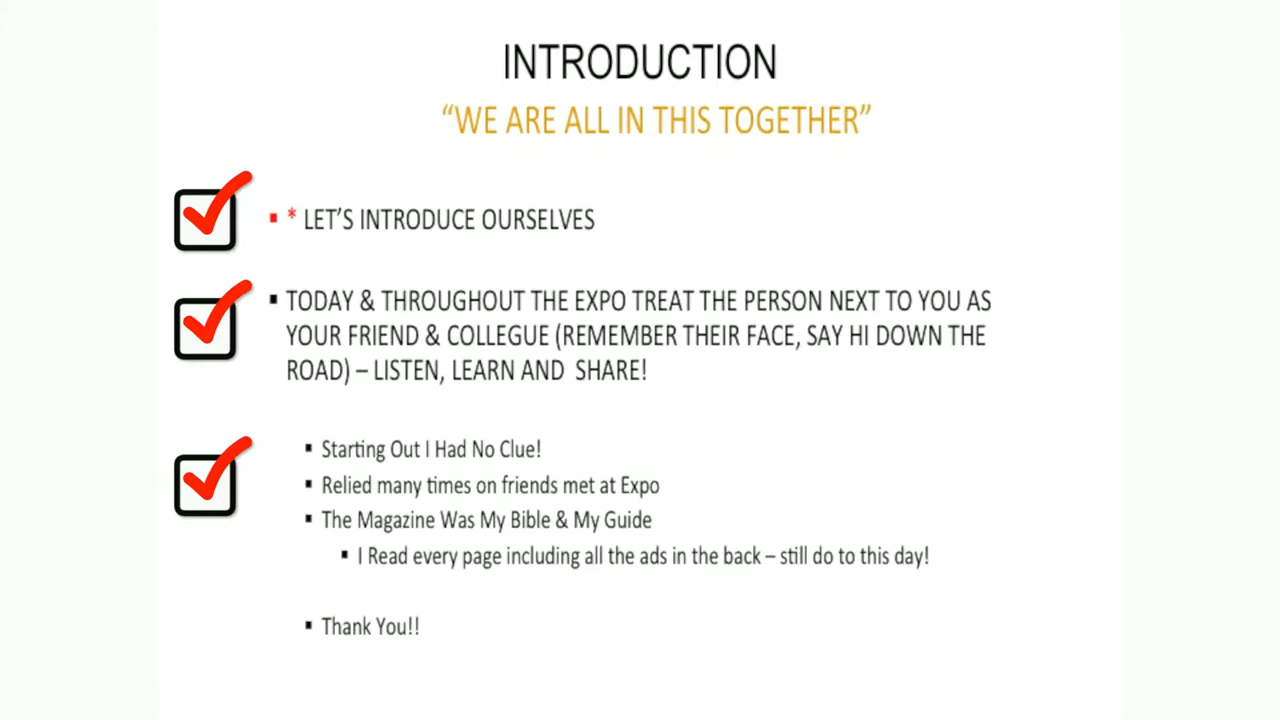 INTRODUCTION
“WE ARE ALL IN THIS TOGETHER”
▪ * LET’S INTRODUCE OURSELVES
▪ TODAY & THROUGHOUT THE EXPO TREAT THE PERSON NEXT TO YOU AS
YOUR FRIEND & COLLEGUE (REMEMBER THEIR FACE, SAY HI DOWN THE
ROAD) – LISTEN, LEARN AND SHARE!
▪ Starting Out I Had No Clue!
▪ Relied many times on friends met at Expo
▪ The Magazine Was My Bible & My Guide
▪ I Read every page including all the ads in the back – still do to this day!
▪ Thank You!!